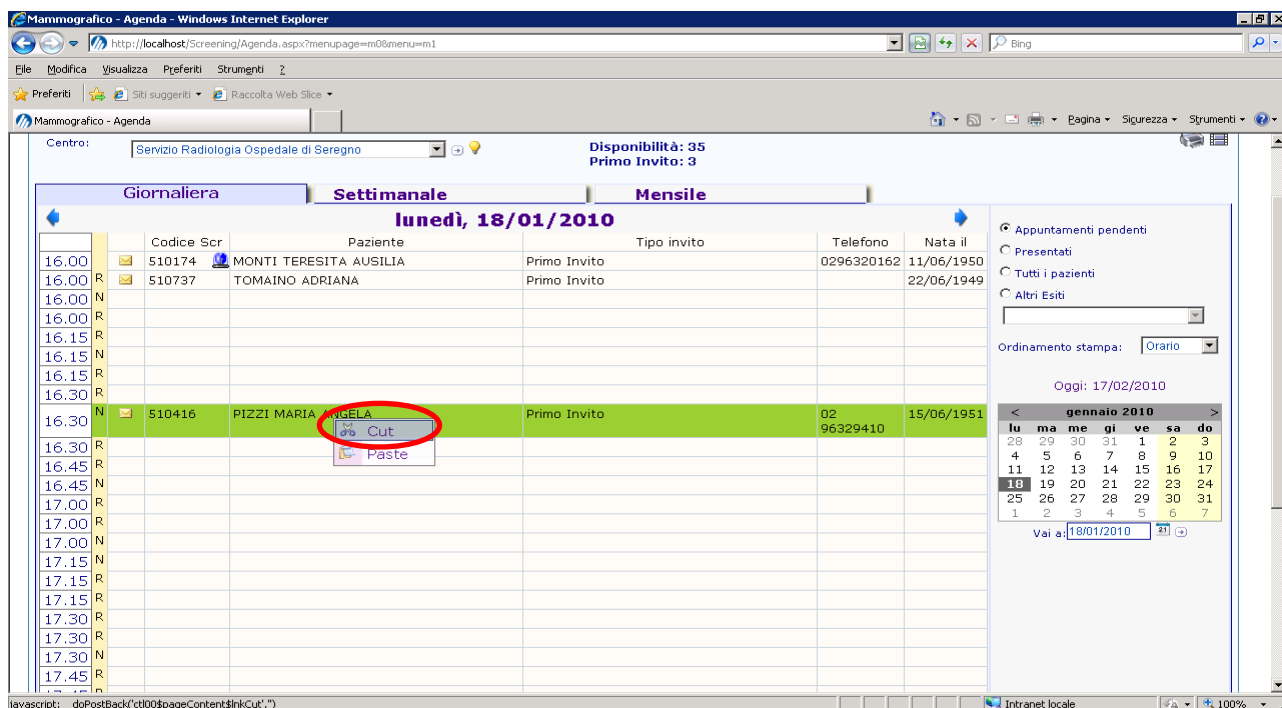 Mammografico - Agenda - Windows Internet Explorer
http://localhost/Screening/Agenda.aspx?menupage=m0&menu=m1
Bing
File Modifica Visualizza Preferiti Strumenti ?
Preferiti Siti suggeriti Raccolta Web Slice
Mammografico - Agenda
Pagina Sicurezza Strumenti
Centro: Servizio Radiologia Ospedale di Seregno
Disponibilità: 35
Primo Invito: 3
Giornaliera Settimanale Mensile
lunedì, 18/01/2010
Codice Scr Paziente Tipo invito Telefono Nata il
16.00 510174 MONTI TERESITA AUSILIA Primo Invito 0296320162 11/06/1950
16.00 R 510737 TOMAINO ADRIANA Primo Invito 22/06/1949
16.00 N
16.00 R
16.15 R
16.15 N
16.15 R
16.30 R
16.30 N 510416 PIZZI MARIA ANGELA Primo Invito 02 96329410 15/06/1951
Cut
Paste
16.30 R
16.45 R
16.45 N
17.00 R
17.00 R
17.00 N
17.15 N
17.15 R
17.15 R
17.30 R
17.30 R
17.30 N
17.45 R
Appuntamenti pendenti
Presentati
Tutti i pazienti
Altri Esiti
Ordinamento stampa: Orario
Oggi: 17/02/2010
< gennaio 2010 >
lu ma me gi ve sa do
28 29 30 31 1 2 3
4 5 6 7 8 9 10
11 12 13 14 15 16 17
18 19 20 21 22 23 24
25 26 27 28 29 30 31
1 2 3 4 5 6 7
Vai a: 18/01/2010 21
javascript: doPostBack('ctl00$pageContent$lnkCut','')
Intranet locale 100%